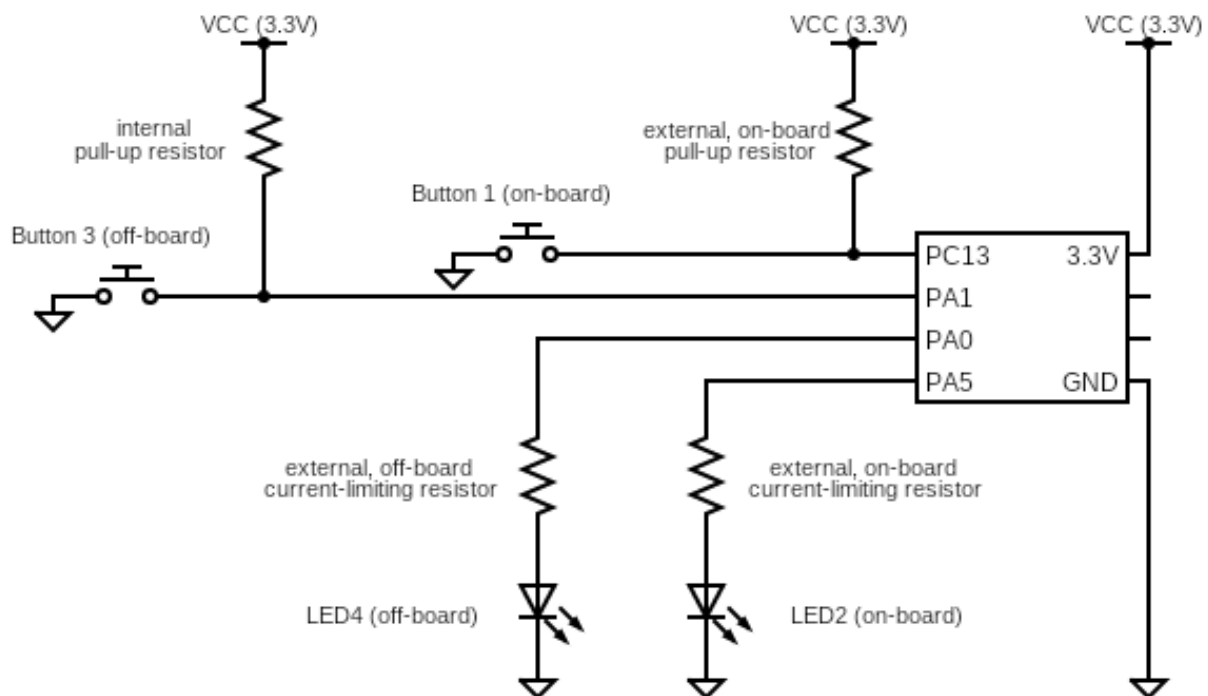 VCC (3.3V)
VCC (3.3V)
VCC (3.3V)
internal
pull-up resistor
external, on-board
pull-up resistor
Button 1 (on-board)
Button 3 (off-board)
PC13
3.3V
PA1
PA0
PA5
GND
external, off-board
current-limiting resistor
external, on-board
current-limiting resistor
LED4 (off-board)
LED2 (on-board)